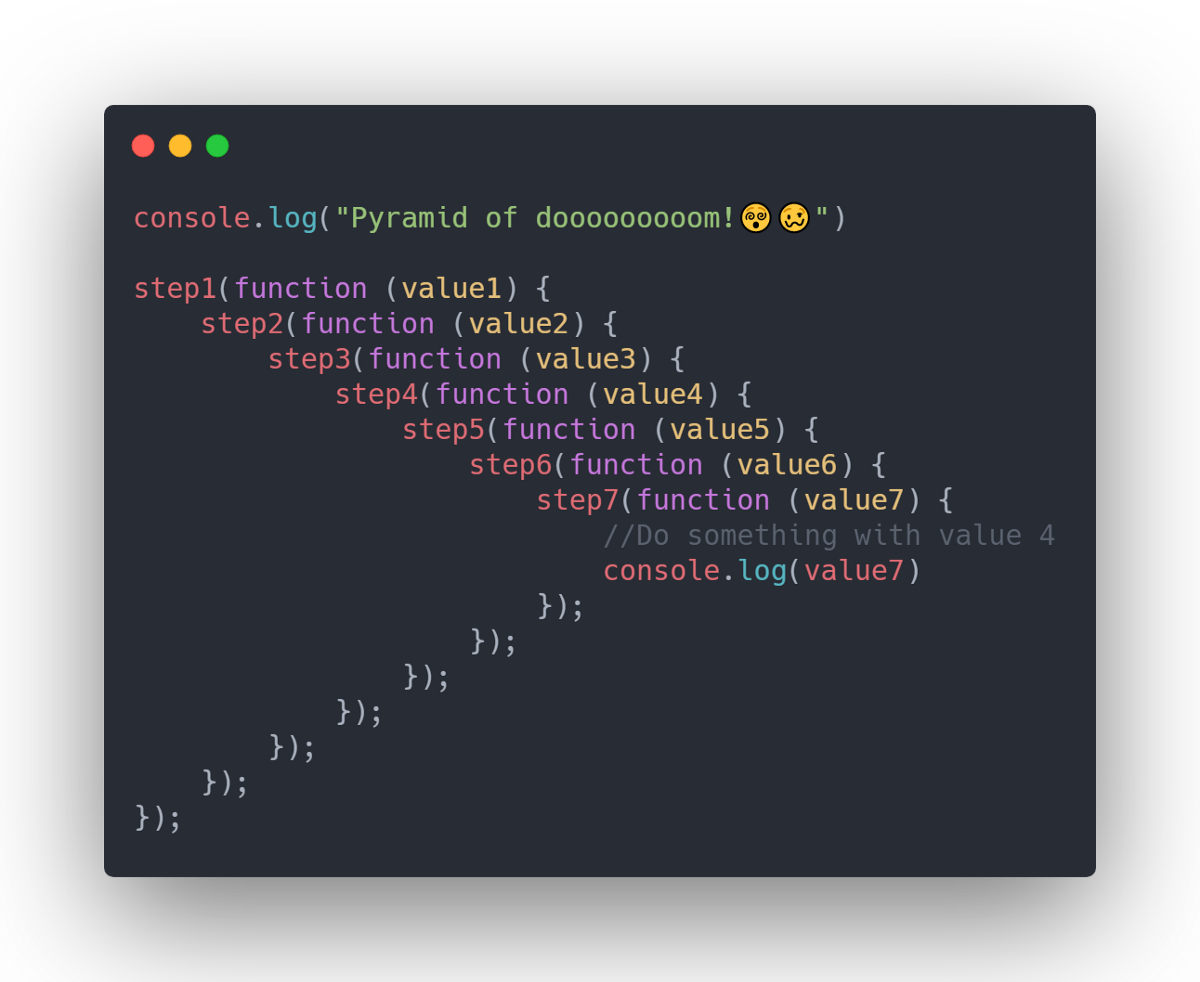 console.log("Pyramid of dooooooooom!😵‍💫🥴")
step1(function (value1) {
    step2(function (value2) {
        step3(function (value3) {
            step4(function (value4) {
                step5(function (value5) {
                    step6(function (value6) {
                        step7(function (value7) {
                            //Do something with value 4
                            console.log(value7)
                        });
                    });
                });
            });
        });
    });
});